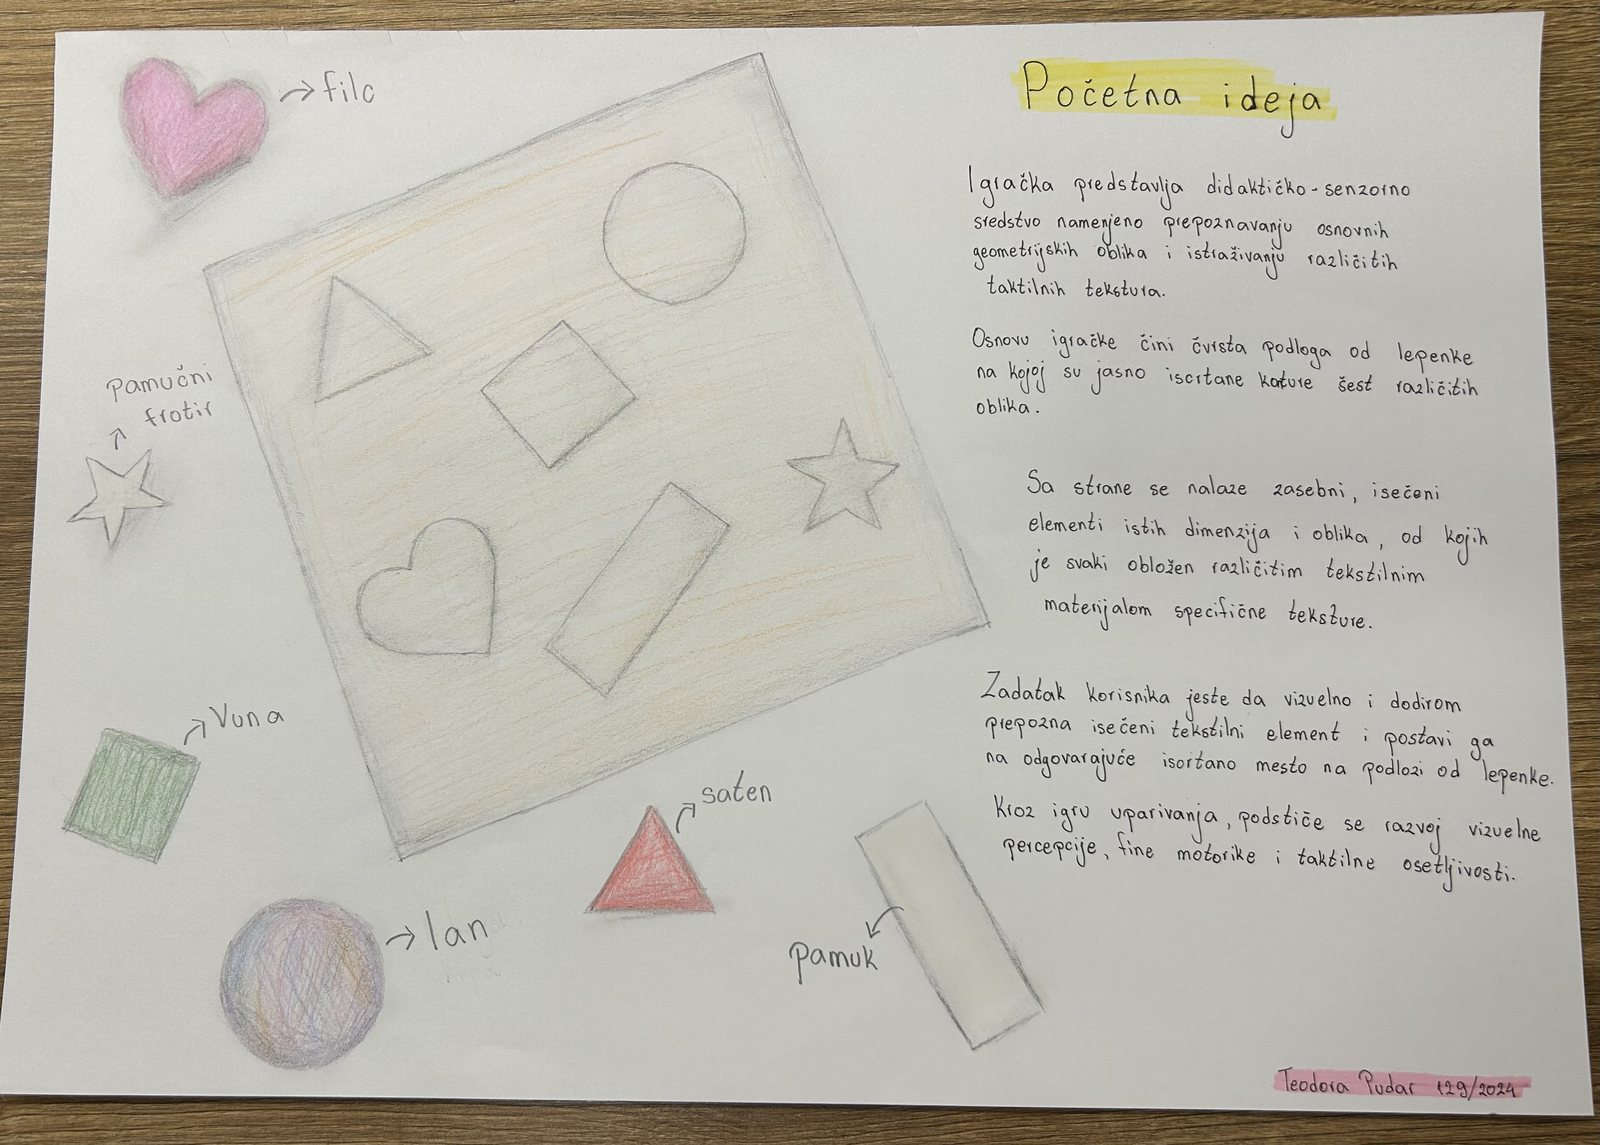 Početna ideja
Igračka predstavlja didaktičko-senzorno
sredstvo namenjeno prepoznavanju osnovnih
geometrijskih oblika i istraživanju različitih
taktilnih tekstura.
Osnovu igračke čini čvrsta podloga od lepenke
na kojoj su jasno iscrtane kature šest različitih
oblika.
Sa strane se nalaze zasebni, isečeni
elementi istih dimenzija i oblika, od kojih
je svaki obložen različitim tekstilnim
materijalom specifične teksture.
Zadatak korisnika jeste da vizuelno i dodirom
prepozna isečeni tekstilni element i postavi ga
na odgovarajuće isortano mesto na podlozi od lepenke.
Kroz igru uparivanja, podstiče se razvoj vizuelne
percepcije, fine motorike i taktilne osetljivosti.
filc
pamučni
frotir
Vuna
lan
saten
pamuk
Teodora Pudar 129/2024